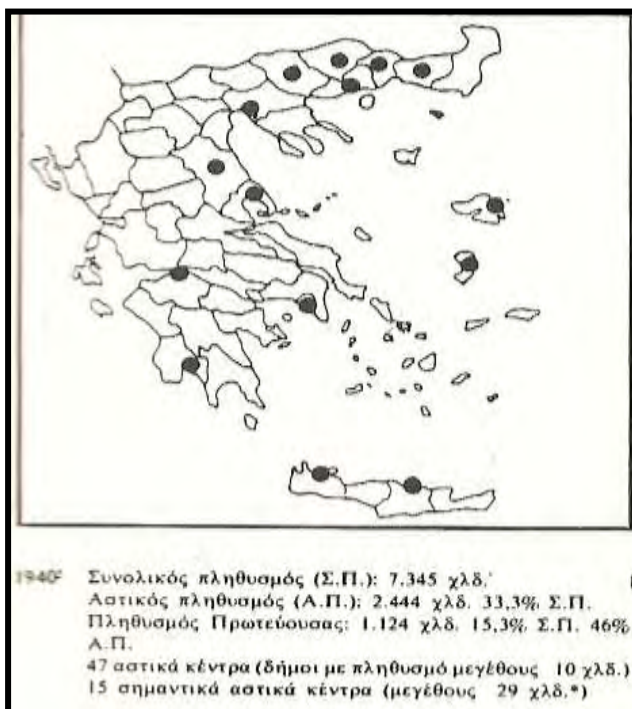 1940 Συνολικός πληθυσμός (Σ.Π.): 7.345 χλδ.
Αστικός πληθυσμός (Α.Π.): 2.444 χλδ. 33,3% Σ.Π.
Πληθυσμός Πρωτεύουσας: 1.124 χλδ. 15,3% Σ.Π. 46%
Α.Π.
47 αστικά κέντρα (δήμοι με πληθυσμό μεγέθους 10 χλδ.)
15 σημαντικά αστικά κέντρα (μεγέθους 29 χλδ.*)